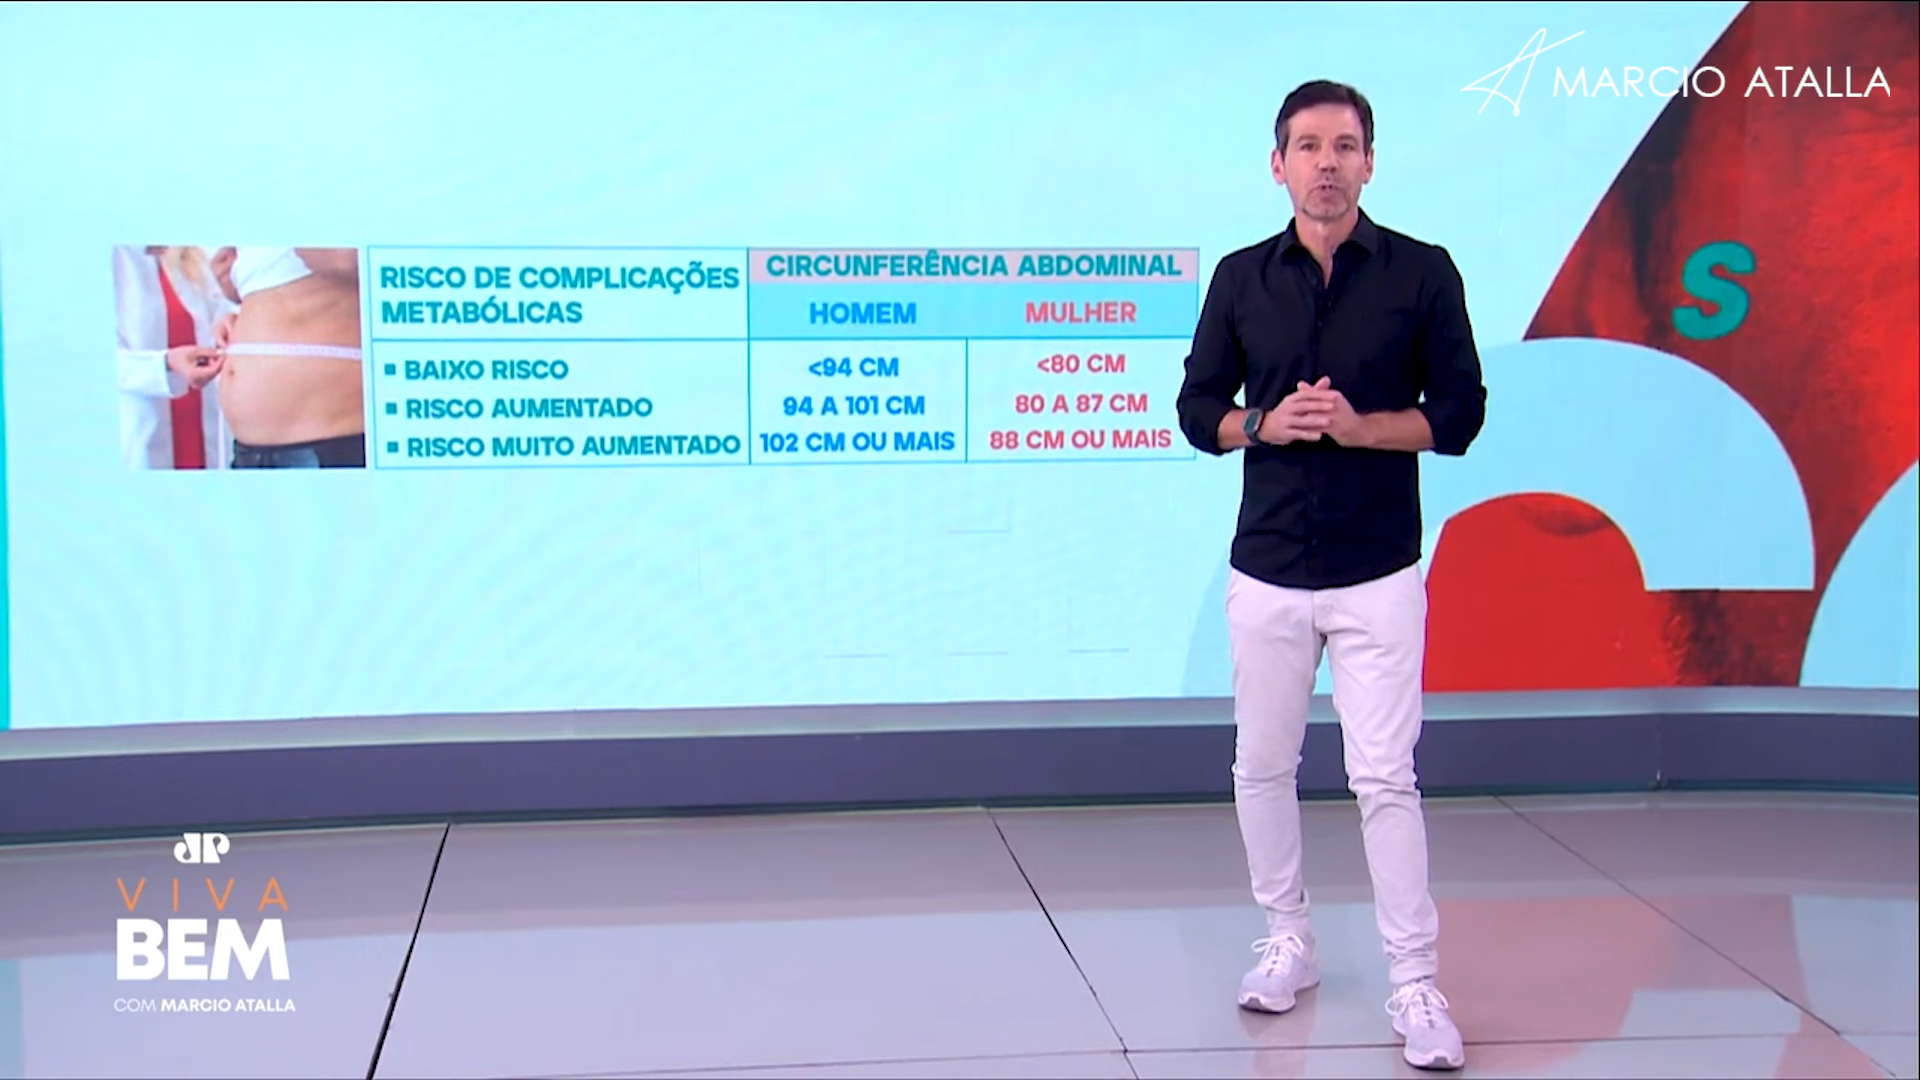 MARCIO ATALLA
S
RISCO DE COMPLICAÇÕES
METABÓLICAS
CIRCUNFERÊNCIA ABDOMINAL
HOMEM MULHER
▪ BAIXO RISCO <94 CM <80 CM
▪ RISCO AUMENTADO 94 A 101 CM 80 A 87 CM
▪ RISCO MUITO AUMENTADO 102 CM OU MAIS 88 CM OU MAIS
JP
VIVA
BEM
COM MARCIO ATALLA